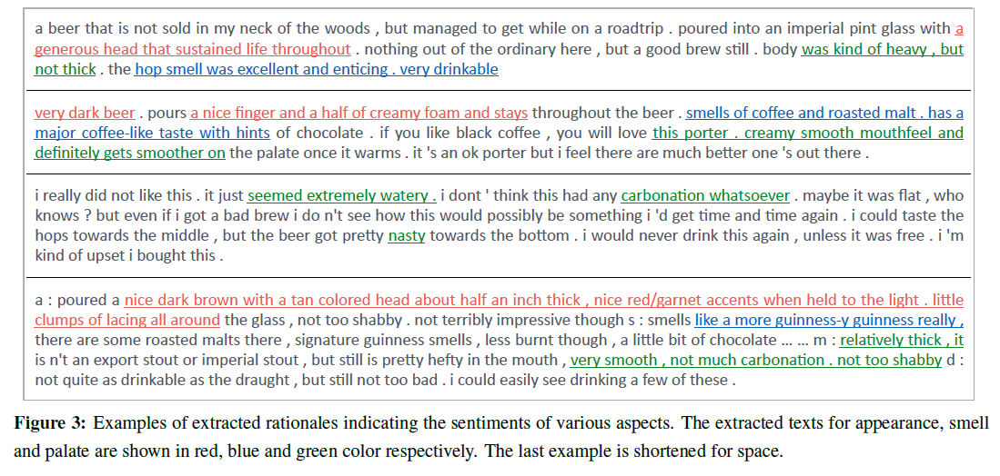 a beer that is not sold in my neck of the woods , but managed to get while on a roadtrip . poured into an imperial pint glass with a
generous head that sustained life throughout . nothing out of the ordinary here , but a good brew still . body was kind of heavy , but
not thick . the hop smell was excellent and enticing . very drinkable
very dark beer . pours a nice finger and a half of creamy foam and stays throughout the beer . smells of coffee and roasted malt . has a
major coffee-like taste with hints of chocolate . if you like black coffee , you will love this porter . creamy smooth mouthfeel and
definitely gets smoother on the palate once it warms . it 's an ok porter but i feel there are much better one 's out there .
i really did not like this . it just seemed extremely watery . i dont ' think this had any carbonation whatsoever . maybe it was flat , who
knows ? but even if i got a bad brew i do n't see how this would possibly be something i 'd get time and time again . i could taste the
hops towards the middle , but the beer got pretty nasty towards the bottom . i would never drink this again , unless it was free . i 'm
kind of upset i bought this .
a : poured a nice dark brown with a tan colored head about half an inch thick , nice red/garnet accents when held to the light . little
clumps of lacing all around the glass , not too shabby . not terribly impressive though s : smells like a more guinness-y guinness really ,
there are some roasted malts there , signature guinness smells , less burnt though , a little bit of chocolate … … m : relatively thick , it
is n't an export stout or imperial stout , but still is pretty hefty in the mouth , very smooth , not much carbonation . not too shabby d :
not quite as drinkable as the draught , but still not too bad . i could easily see drinking a few of these .
Figure 3: Examples of extracted rationales indicating the sentiments of various aspects. The extracted texts for appearance, smell
and palate are shown in red, blue and green color respectively. The last example is shortened for space.